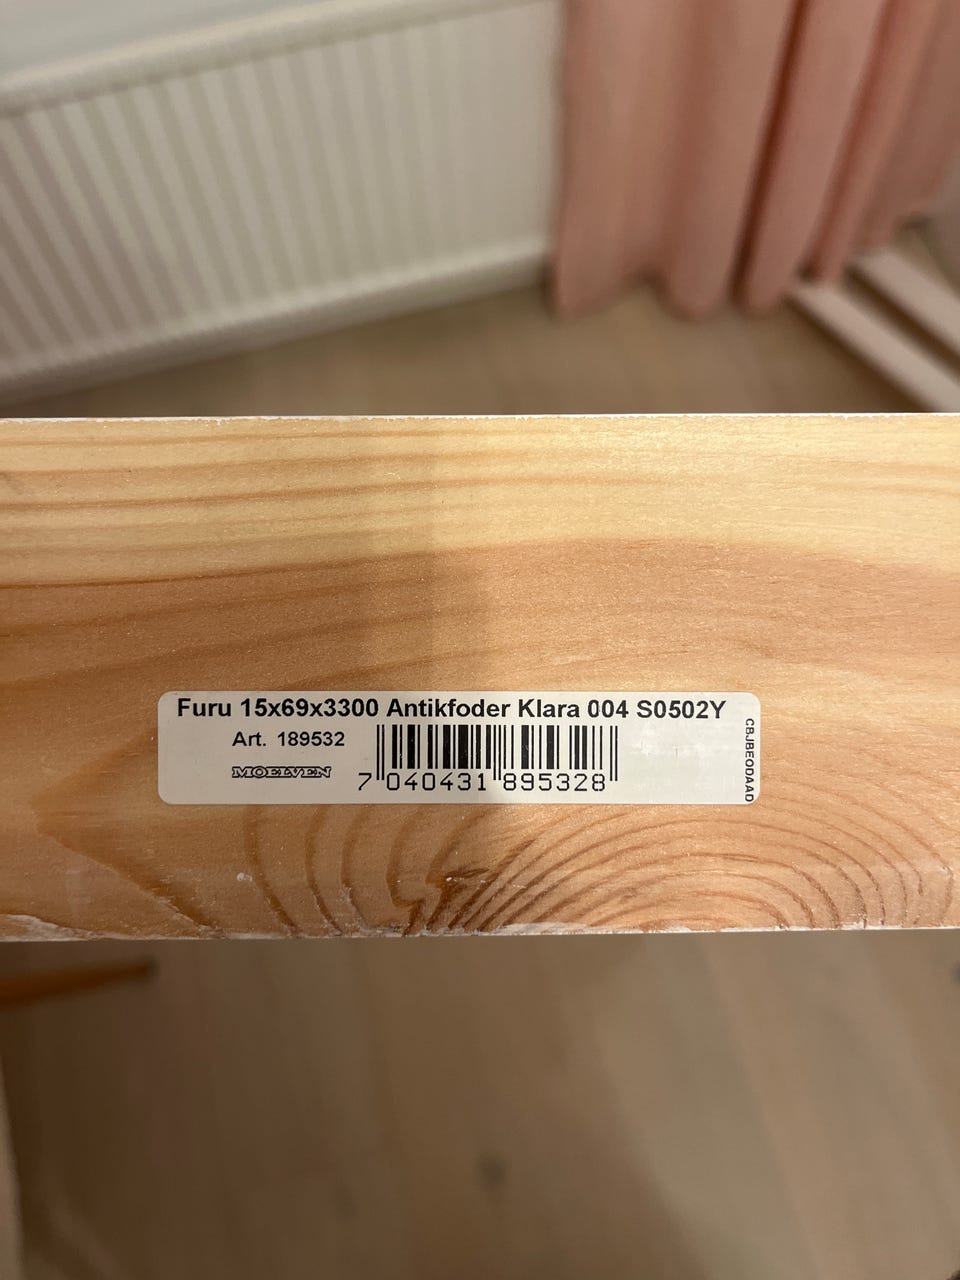 Furu 15x69x3300 Antikfoder Klara 004 S0502Y
Art. 189532
MOELVEN
7 040431 895328
CBJBEODAAD